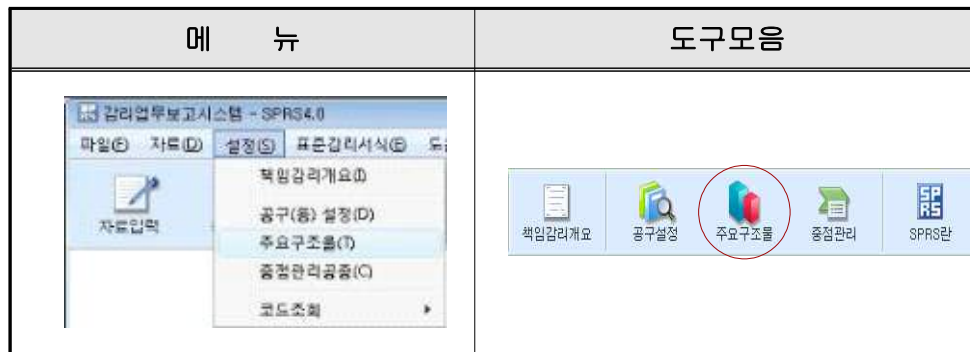 메 뉴
도구모음
감리업무보고시스템 - SPRS4.0
파일(F) 자료(D) 설정(S) 표준감리서식(E)
책임감리개요(I)
공구(동) 설정(D)
자료입력
주요구조물(T)
중점관리공종(C)
코드조회
책임감리개요
공구설정
주요구조물
중점관리
SP
RS
SPRS란